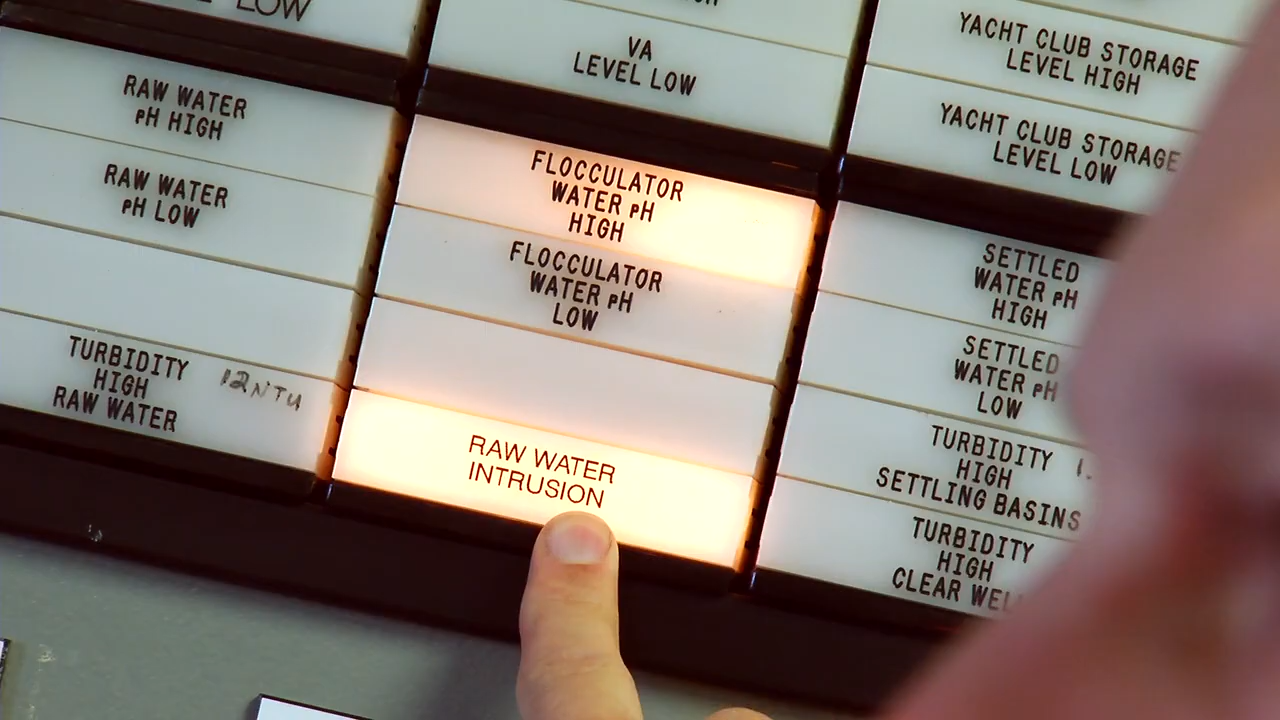 LOW
RAW WATER
pH HIGH
RAW WATER
pH LOW
TURBIDITY
HIGH
RAW WATER
12NTU
VA
LEVEL LOW
FLOCCULATOR
WATER pH
HIGH
FLOCCULATOR
WATER pH
LOW
RAW WATER
INTRUSION
YACHT CLUB STORAGE
LEVEL HIGH
YACHT CLUB STORAGE
LEVEL LOW
SETTLED
WATER pH
HIGH
SETTLED
WATER pH
LOW
TURBIDITY
HIGH
SETTLING BASINS
TURBIDITY
HIGH
CLEAR WEL